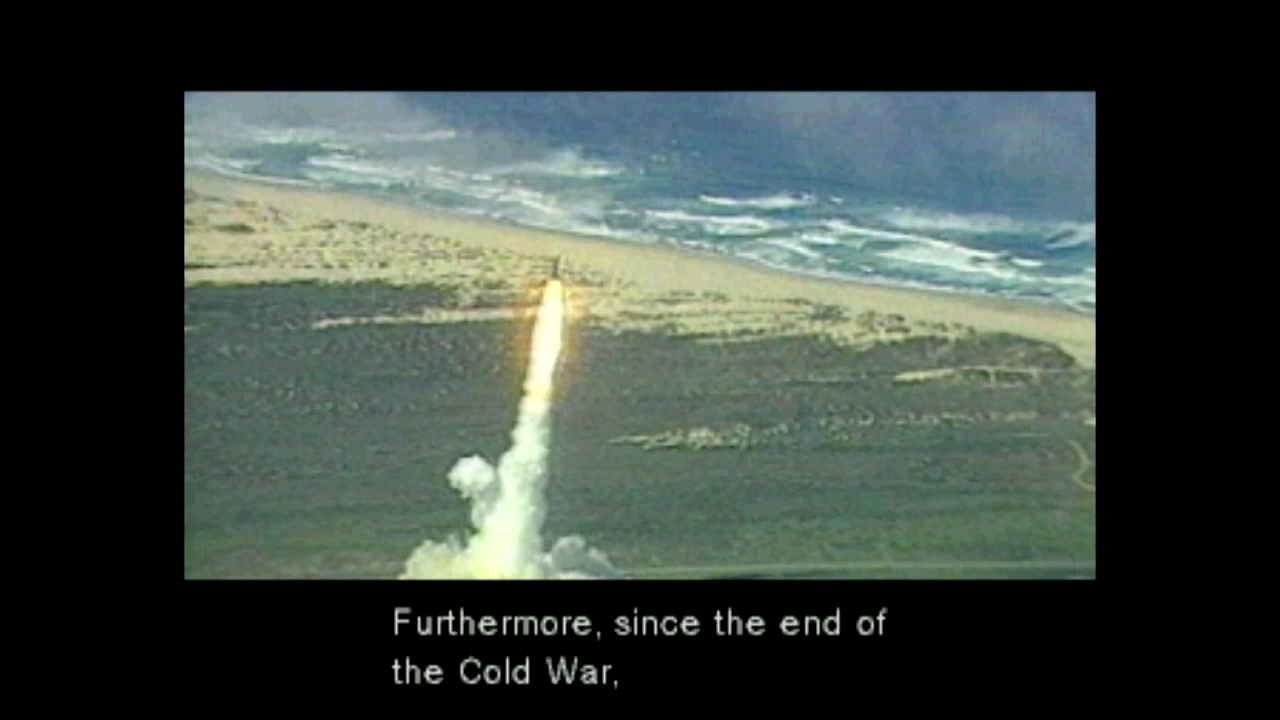 Furthermore, since the end of
the Cold War,